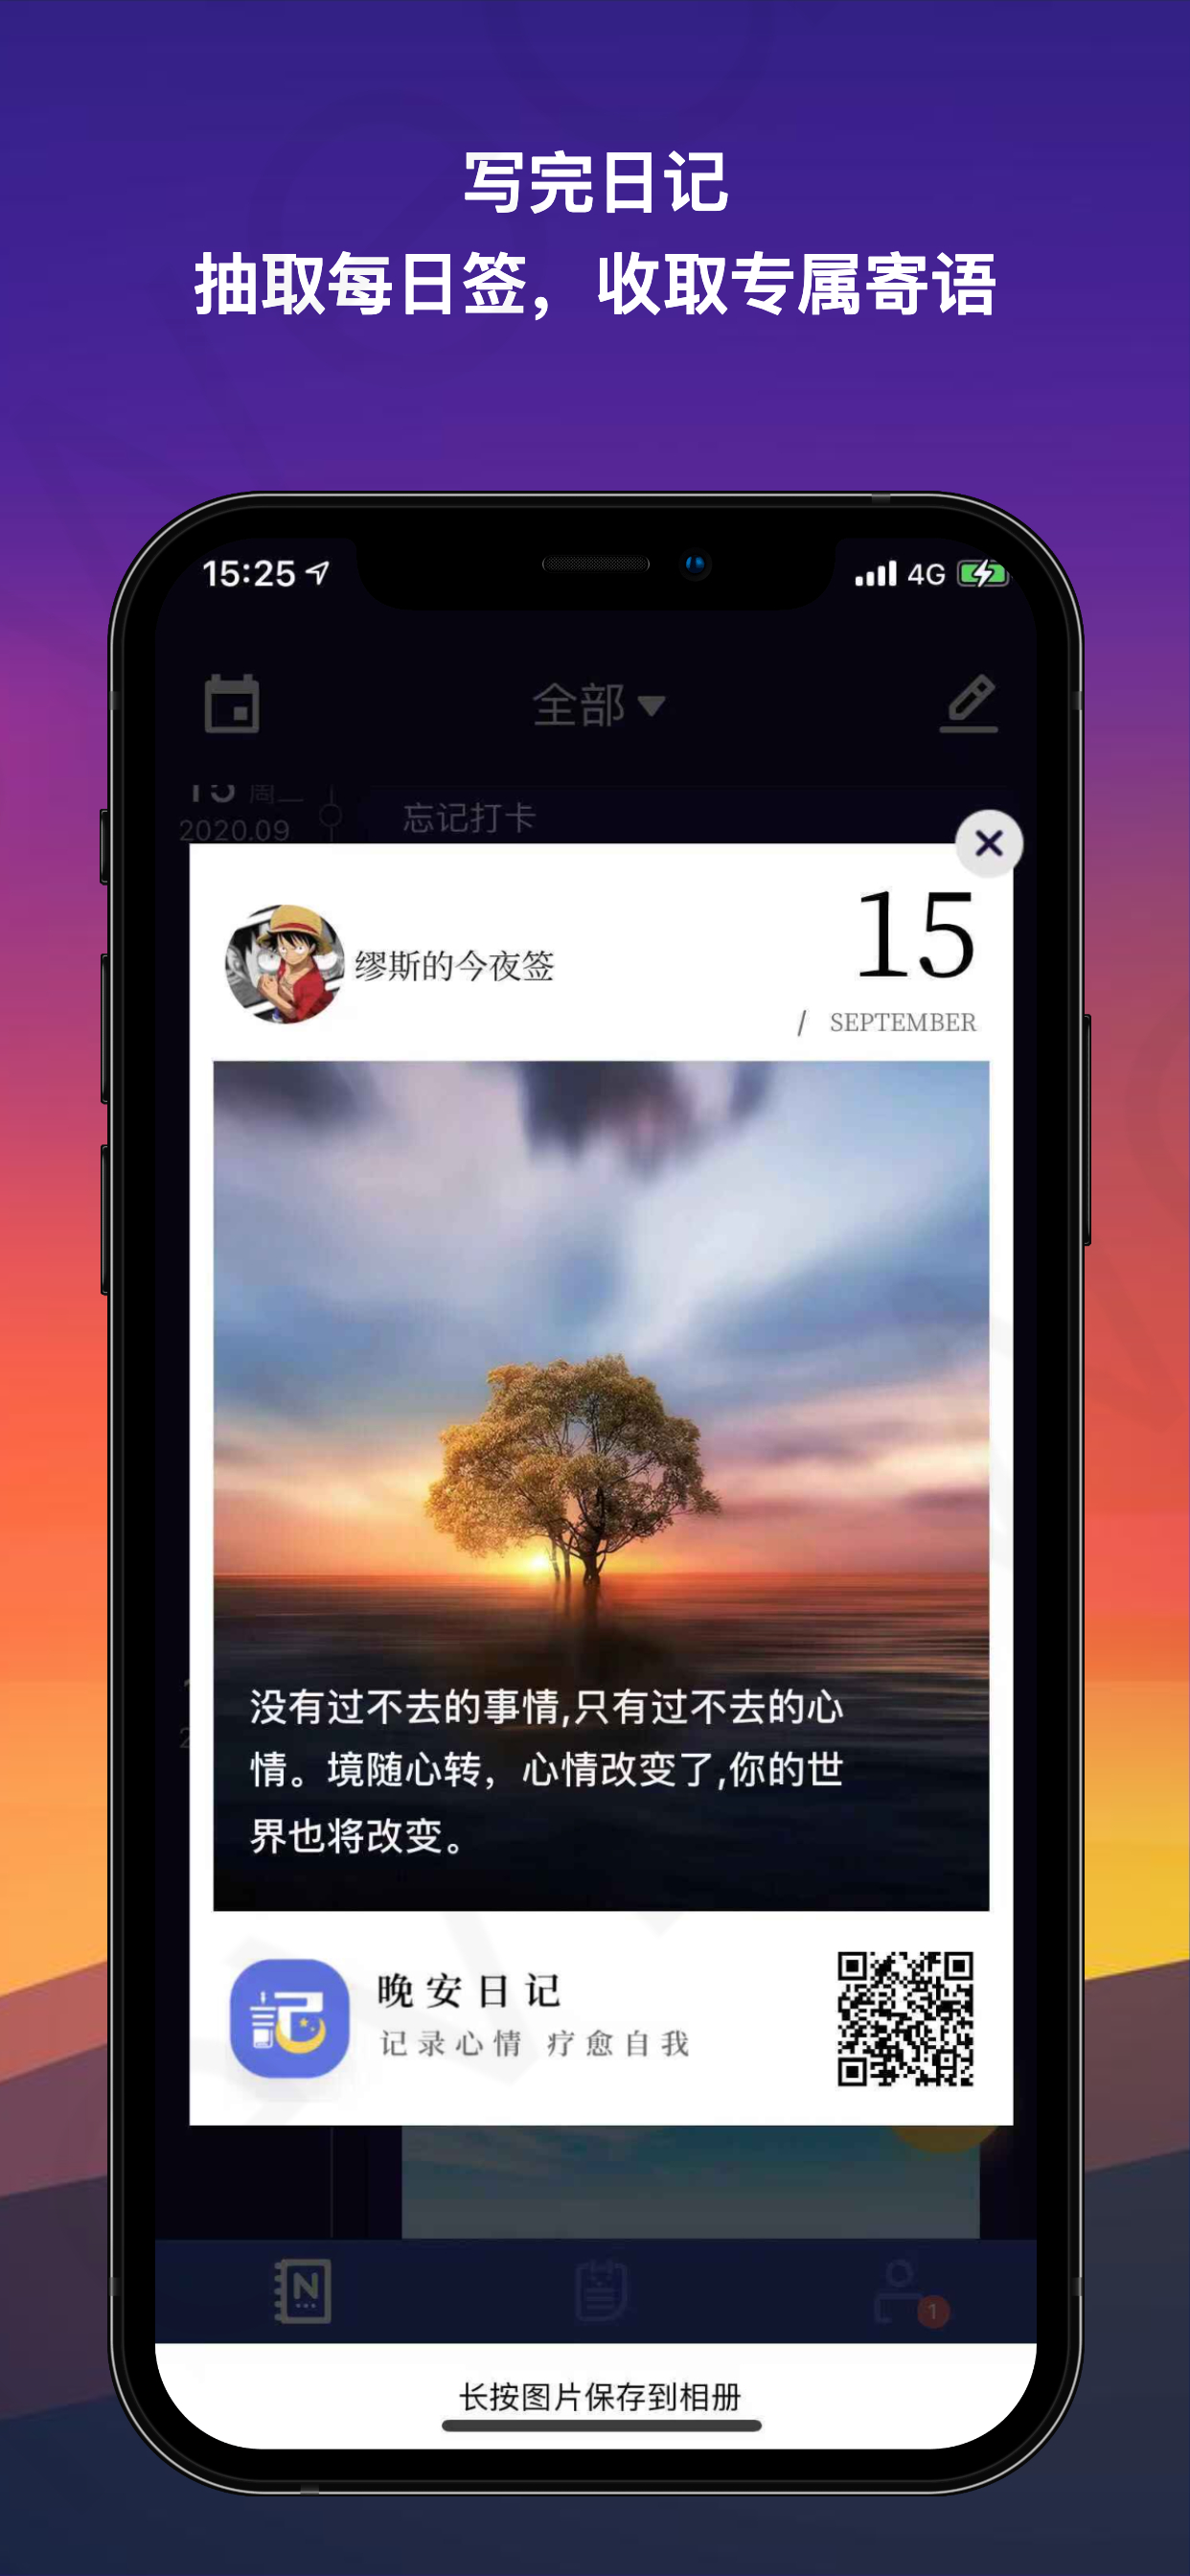 写完日记
抽取每日签，收取专属寄语
15:25
4G
全部
15 周二
2020.09
忘记打卡
缪斯的今夜签
15
/ SEPTEMBER
没有过不去的事情,只有过不去的心
情。境随心转，心情改变了,你的世
界也将改变。
记
晚安日记
记录心情 疗愈自我
N
1
长按图片保存到相册